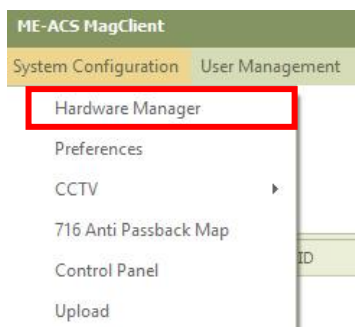 ME-ACS MagClient
System Configuration User Management
Hardware Manager
Preferences
CCTV
716 Anti Passback Map
ID
Control Panel
Upload